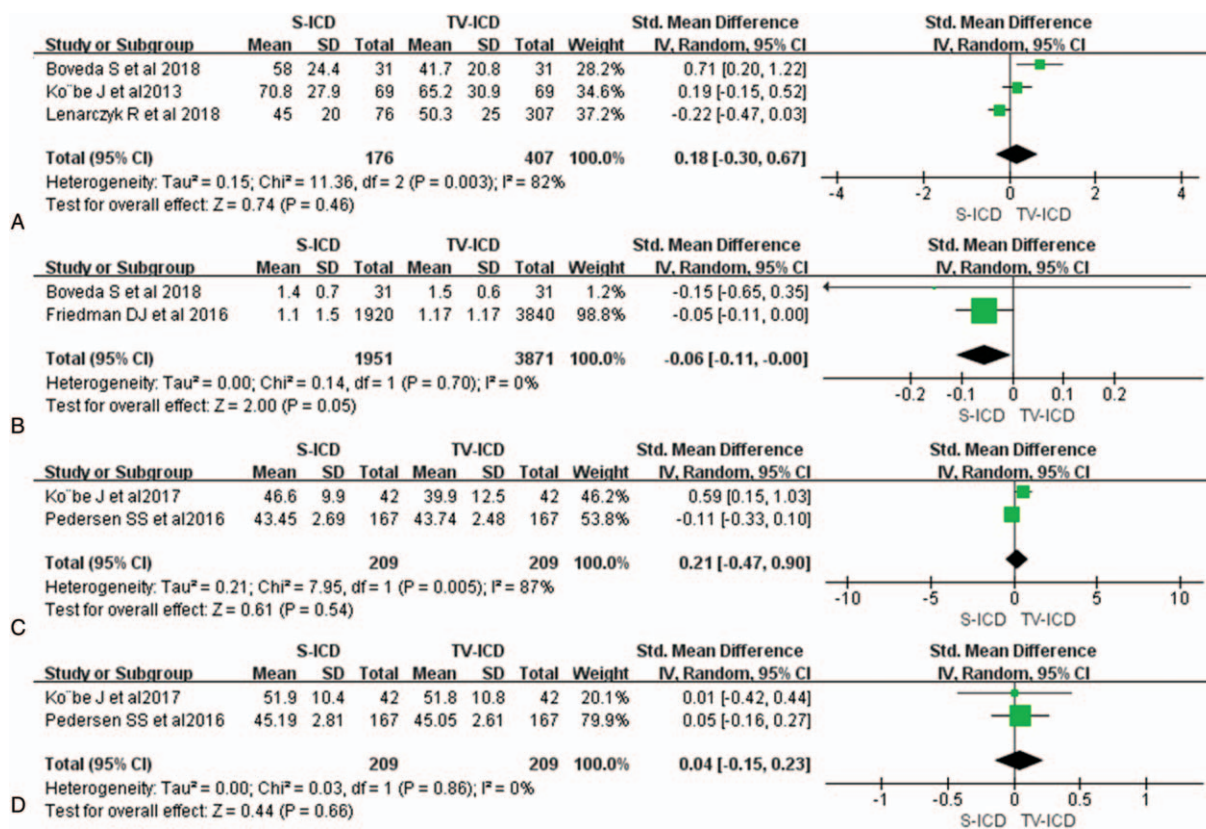 S-ICD TV-ICD Std. Mean Difference Std. Mean Difference
Study or Subgroup Mean SD Total Mean SD Total Weight IV, Random, 95% CI IV, Random, 95% CI
Boveda S et al 2018 58 24.4 31 41.7 20.8 31 28.2% 0.71 [0.20, 1.22]
Ko¨be J et al2013 70.8 27.9 69 65.2 30.9 69 34.6% 0.19 [-0.15, 0.52]
Lenarczyk R et al 2018 45 20 76 50.3 25 307 37.2% -0.22 [-0.47, 0.03]
Total (95% CI) 176 407 100.0% 0.18 [-0.30, 0.67]
Heterogeneity: Tau² = 0.15; Chi² = 11.36, df = 2 (P = 0.003); I² = 82%
Test for overall effect: Z = 0.74 (P = 0.46)
-4 -2 0 2 4
S-ICD TV-ICD
A
S-ICD TV-ICD Std. Mean Difference Std. Mean Difference
Study or Subgroup Mean SD Total Mean SD Total Weight IV, Random, 95% CI IV, Random, 95% CI
Boveda S et al 2018 1.4 0.7 31 1.5 0.6 31 1.2% -0.15 [-0.65, 0.35]
Friedman DJ et al 2016 1.1 1.5 1920 1.17 1.17 3840 98.8% -0.05 [-0.11, 0.00]
Total (95% CI) 1951 3871 100.0% -0.06 [-0.11, -0.00]
Heterogeneity: Tau² = 0.00; Chi² = 0.14, df = 1 (P = 0.70); I² = 0%
Test for overall effect: Z = 2.00 (P = 0.05)
-0.2 -0.1 0 0.1 0.2
S-ICD TV-ICD
B
S-ICD TV-ICD Std. Mean Difference Std. Mean Difference
Study or Subgroup Mean SD Total Mean SD Total Weight IV, Random, 95% CI IV, Random, 95% CI
Ko¨be J et al2017 46.6 9.9 42 39.9 12.5 42 46.2% 0.59 [0.15, 1.03]
Pedersen SS et al2016 43.45 2.69 167 43.74 2.48 167 53.8% -0.11 [-0.33, 0.10]
Total (95% CI) 209 209 100.0% 0.21 [-0.47, 0.90]
Heterogeneity: Tau² = 0.21; Chi² = 7.95, df = 1 (P = 0.005); I² = 87%
Test for overall effect: Z = 0.61 (P = 0.54)
-10 -5 0 5 10
S-ICD TV-ICD
C
S-ICD TV-ICD Std. Mean Difference Std. Mean Difference
Study or Subgroup Mean SD Total Mean SD Total Weight IV, Random, 95% CI IV, Random, 95% CI
Ko¨be J et al2017 51.9 10.4 42 51.8 10.8 42 20.1% 0.01 [-0.42, 0.44]
Pedersen SS et al2016 45.19 2.81 167 45.05 2.61 167 79.9% 0.05 [-0.16, 0.27]
Total (95% CI) 209 209 100.0% 0.04 [-0.15, 0.23]
Heterogeneity: Tau² = 0.00; Chi² = 0.03, df = 1 (P = 0.86); I² = 0%
Test for overall effect: Z = 0.44 (P = 0.66)
-1 -0.5 0 0.5 1
S-ICD TV-ICD
D